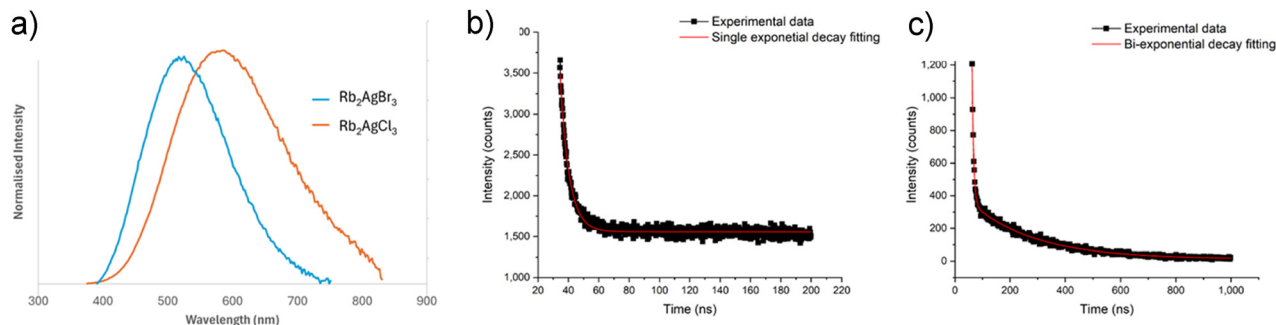 a)
Normalised Intensity
Rb₂AgBr₃
Rb₂AgCl₃
300 400 500 600 700 800 900
Wavelength (nm)
b)
Experimental data
Single exponetial decay fitting
Intensity (counts)
3,500
3,000
2,500
2,000
1,500
1,000
20 40 60 80 100 120 140 160 180 200 220
Time (ns)
c)
Experimental data
Bi-exponential decay fitting
Intensity (counts)
1,200
1,000
800
600
400
200
0
0 200 400 600 800 1,000
Time (ns)